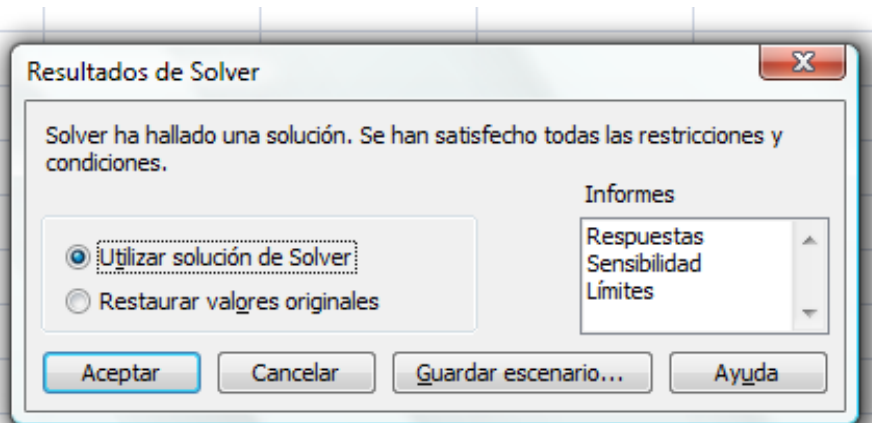 Resultados de Solver
Solver ha hallado una solución. Se han satisfecho todas las restricciones y
condiciones.
Informes
Utilizar solución de Solver
Restaurar valores originales
Respuestas
Sensibilidad
Límites
Aceptar
Cancelar
Guardar escenario...
Ayuda